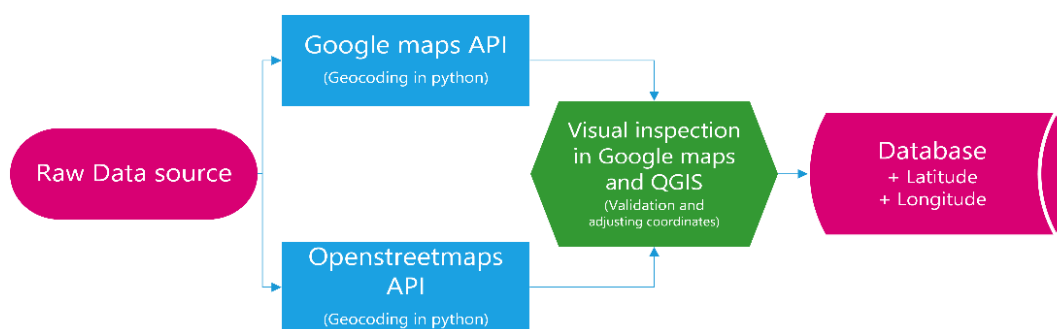 Raw Data source
Google maps API
(Geocoding in python)
Openstreetmaps
API
(Geocoding in python)
Visual inspection
in Google maps
and QGIS
(Validation and
adjusting coordinates)
Database
+ Latitude
+ Longitude